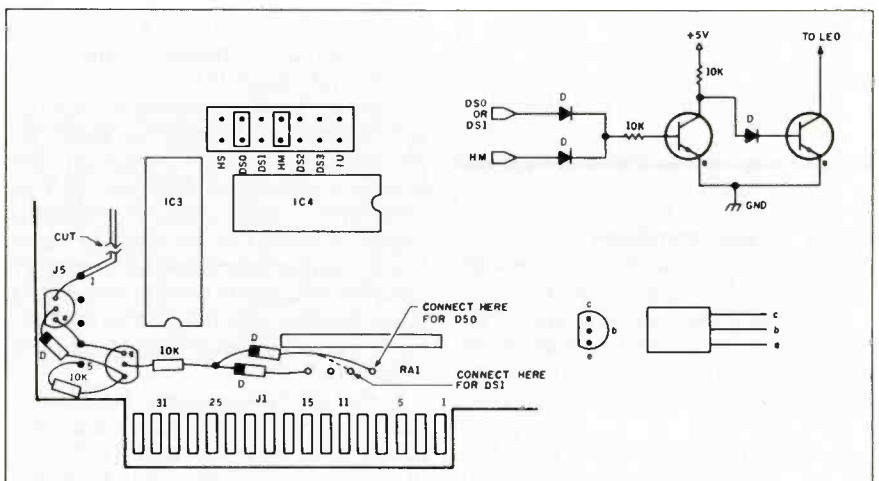 HS
DS0
DS1
HM
DS2
DS3
IU
IC3
IC4
CUT
J5
1
e
D
5
10K
e
10K
D
D
CONNECT HERE
FOR DS0
RA1
CONNECT HERE
FOR DS1
31
25
J1
15
11
5
1
+5V
10K
TO LED
DS0
OR
DS1
D
10K
D
HM
D
e
e
GND
c
b
e
c
b
e